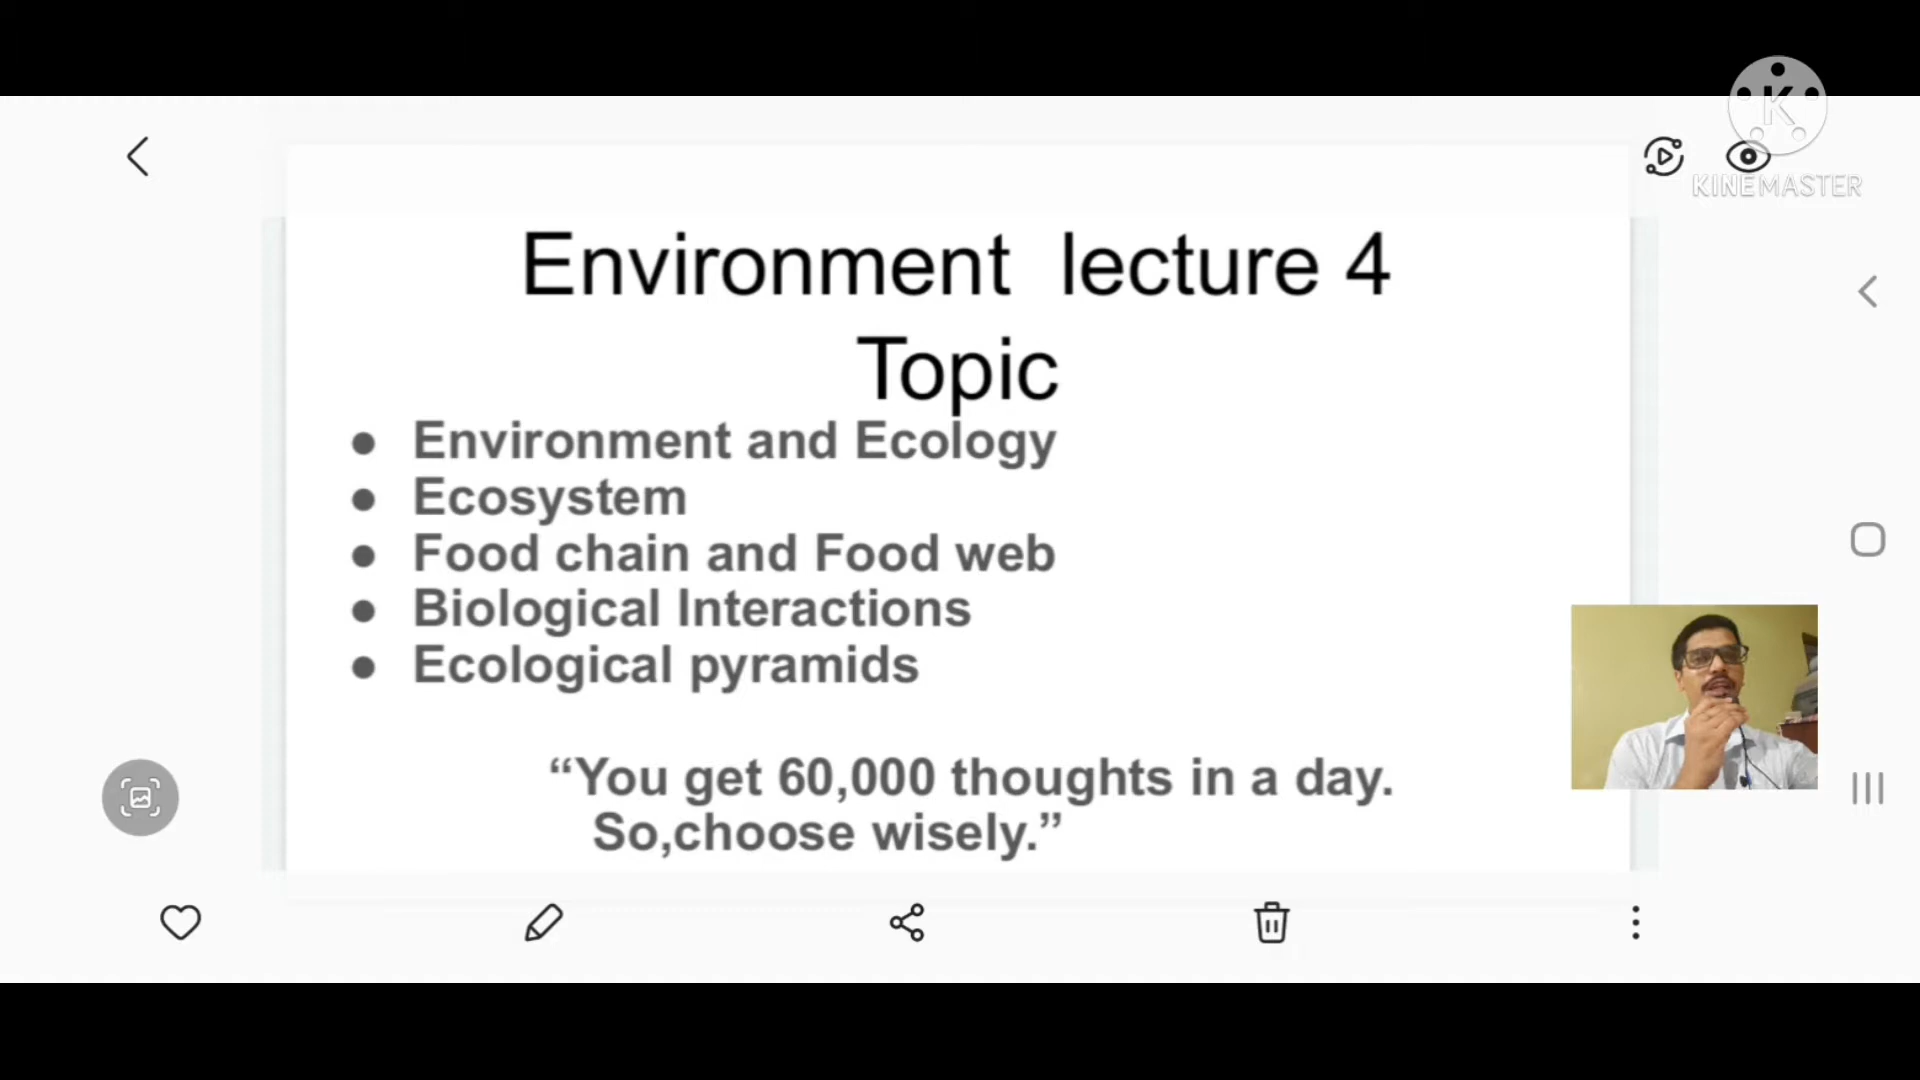 K
KINEMASTER
Environment lecture 4
Topic
● Environment and Ecology
● Ecosystem
● Food chain and Food web
● Biological Interactions
● Ecological pyramids
“You get 60,000 thoughts in a day.
So,choose wisely.”